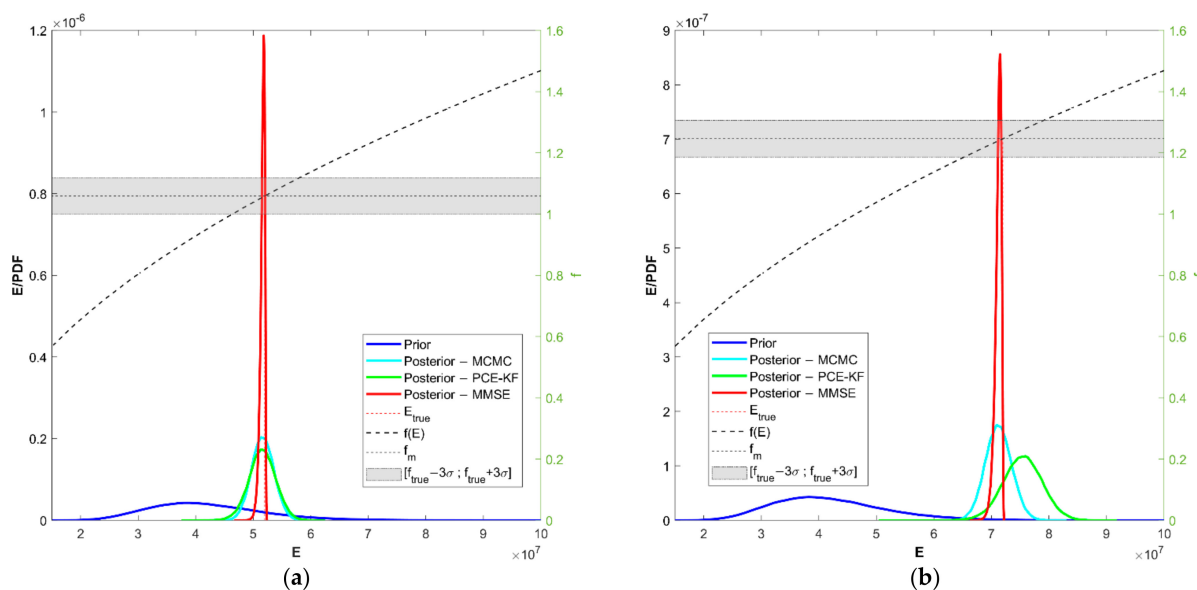 ×10⁻⁶
1.2
1
0.8
0.6
0.4
0.2
0
E/PDF
1.6
1.4
1.2
1
0.8
0.6
0.4
0.2
0
f
Prior
Posterior − MCMC
Posterior − PCE-KF
Posterior − MMSE
E_true
f(E)
f_m
[f_true−3σ ; f_true+3σ]
2 4 6 8 10
×10⁷
E
(a)
×10⁻⁷
9
8
7
6
5
4
3
2
1
0
E/PDF
1.6
1.4
1.2
1
0.8
0.6
0.4
0.2
0
Prior
Posterior − MCMC
Posterior − PCE-KF
Posterior − MMSE
E_true
f(E)
f_m
[f_true−3σ ; f_true+3σ]
2 3 4 5 6 7 8 9 10
×10⁷
E
(b)